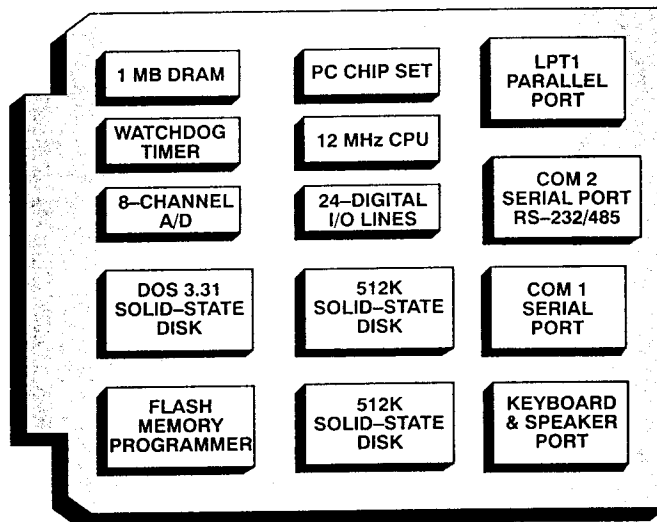 1 MB DRAM
PC CHIP SET
LPT1
PARALLEL
PORT
WATCHDOG
TIMER
12 MHz CPU
8–CHANNEL
A/D
24–DIGITAL
I/O LINES
COM 2
SERIAL PORT
RS–232/485
DOS 3.31
SOLID–STATE
DISK
512K
SOLID–STATE
DISK
COM 1
SERIAL
PORT
FLASH
MEMORY
PROGRAMMER
512K
SOLID–STATE
DISK
KEYBOARD
& SPEAKER
PORT